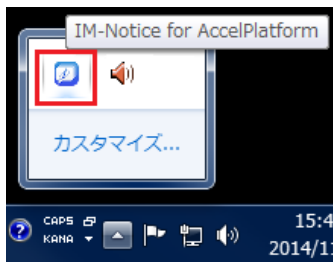 IM-Notice for AccelPlatform
カスタマイズ...
CAPS
KANA
15:4
2014/11